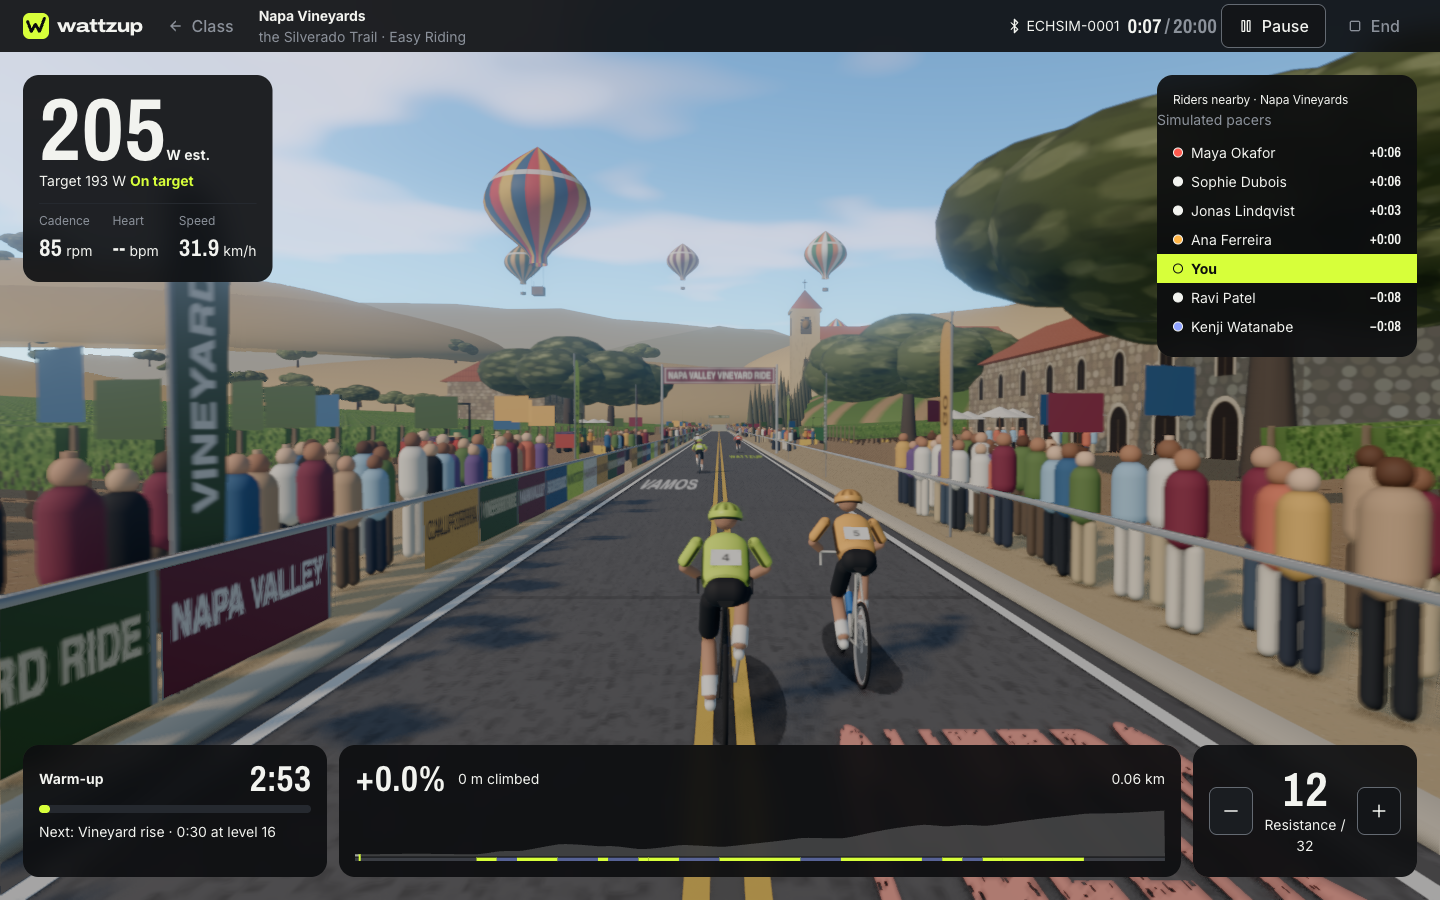 wattzup
Class
Napa Vineyards
the Silverado Trail · Easy Riding
ECHSIM-0001 0:07 / 20:00
Pause
End
205 W est.
Target 193 W On target
Cadence Heart Speed
85 rpm -- bpm 31.9 km/h
Riders nearby · Napa Vineyards
Simulated pacers
Maya Okafor +0:06
Sophie Dubois +0:06
Jonas Lindqvist +0:03
Ana Ferreira +0:00
You
Ravi Patel −0:08
Kenji Watanabe −0:08
VINEYARD
NAPA VALLEY VINEYARD RIDE
VAMOS
CALIFORNIA
4
5
NAPA VALLEY
RD RIDE
Warm-up 2:53
Next: Vineyard rise · 0:30 at level 16
+0.0% 0 m climbed 0.06 km
− 12 +
Resistance /
32